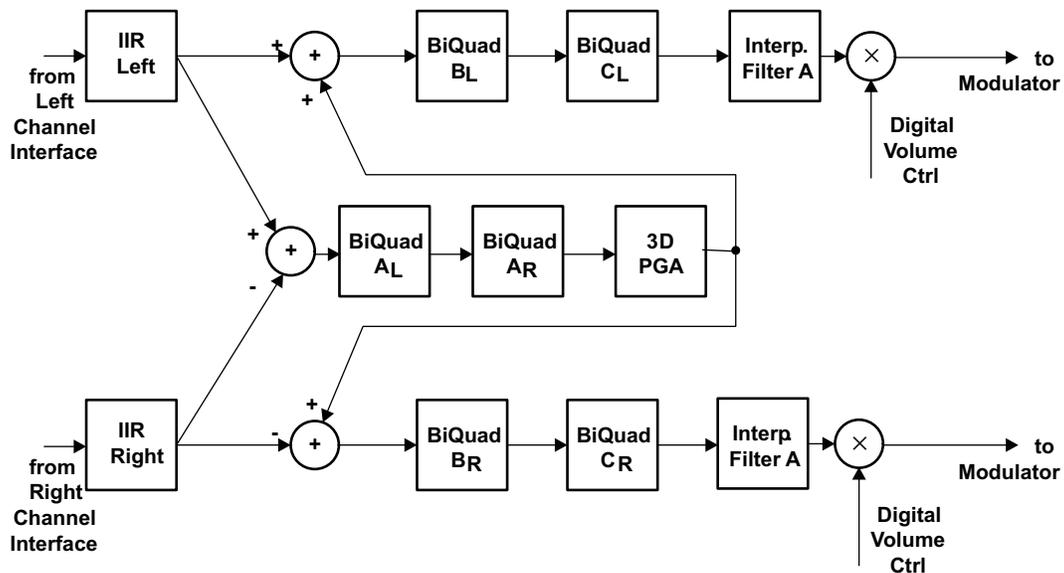 IIR
Left
from
Left
Channel
Interface
+
+
+
BiQuad
BL
BiQuad
CL
Interp.
Filter A
×
to
Modulator
Digital
Volume
Ctrl
+
-
+
BiQuad
AL
BiQuad
AR
3D
PGA
IIR
Right
from
Right
Channel
Interface
+
-
+
BiQuad
BR
BiQuad
CR
Interp.
Filter A
×
to
Modulator
Digital
Volume
Ctrl